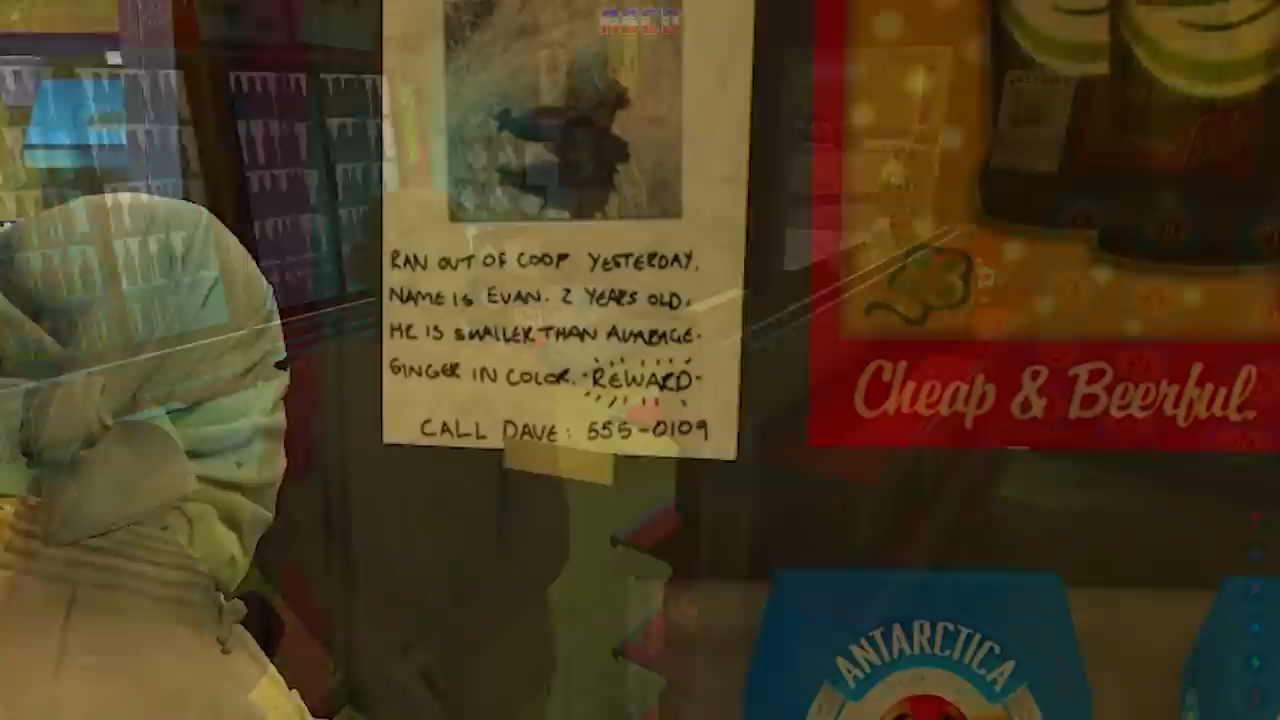 RAN OUT OF COOP YESTERDAY.
NAME IS EVAN. 2 YEARS OLD.
HE IS SMALLER THAN AVARAGE.
GINGER IN COLOR. -REWARD-
CALL DAVE: 555-0109
Cheap & Beerful.
ANTARCTICA